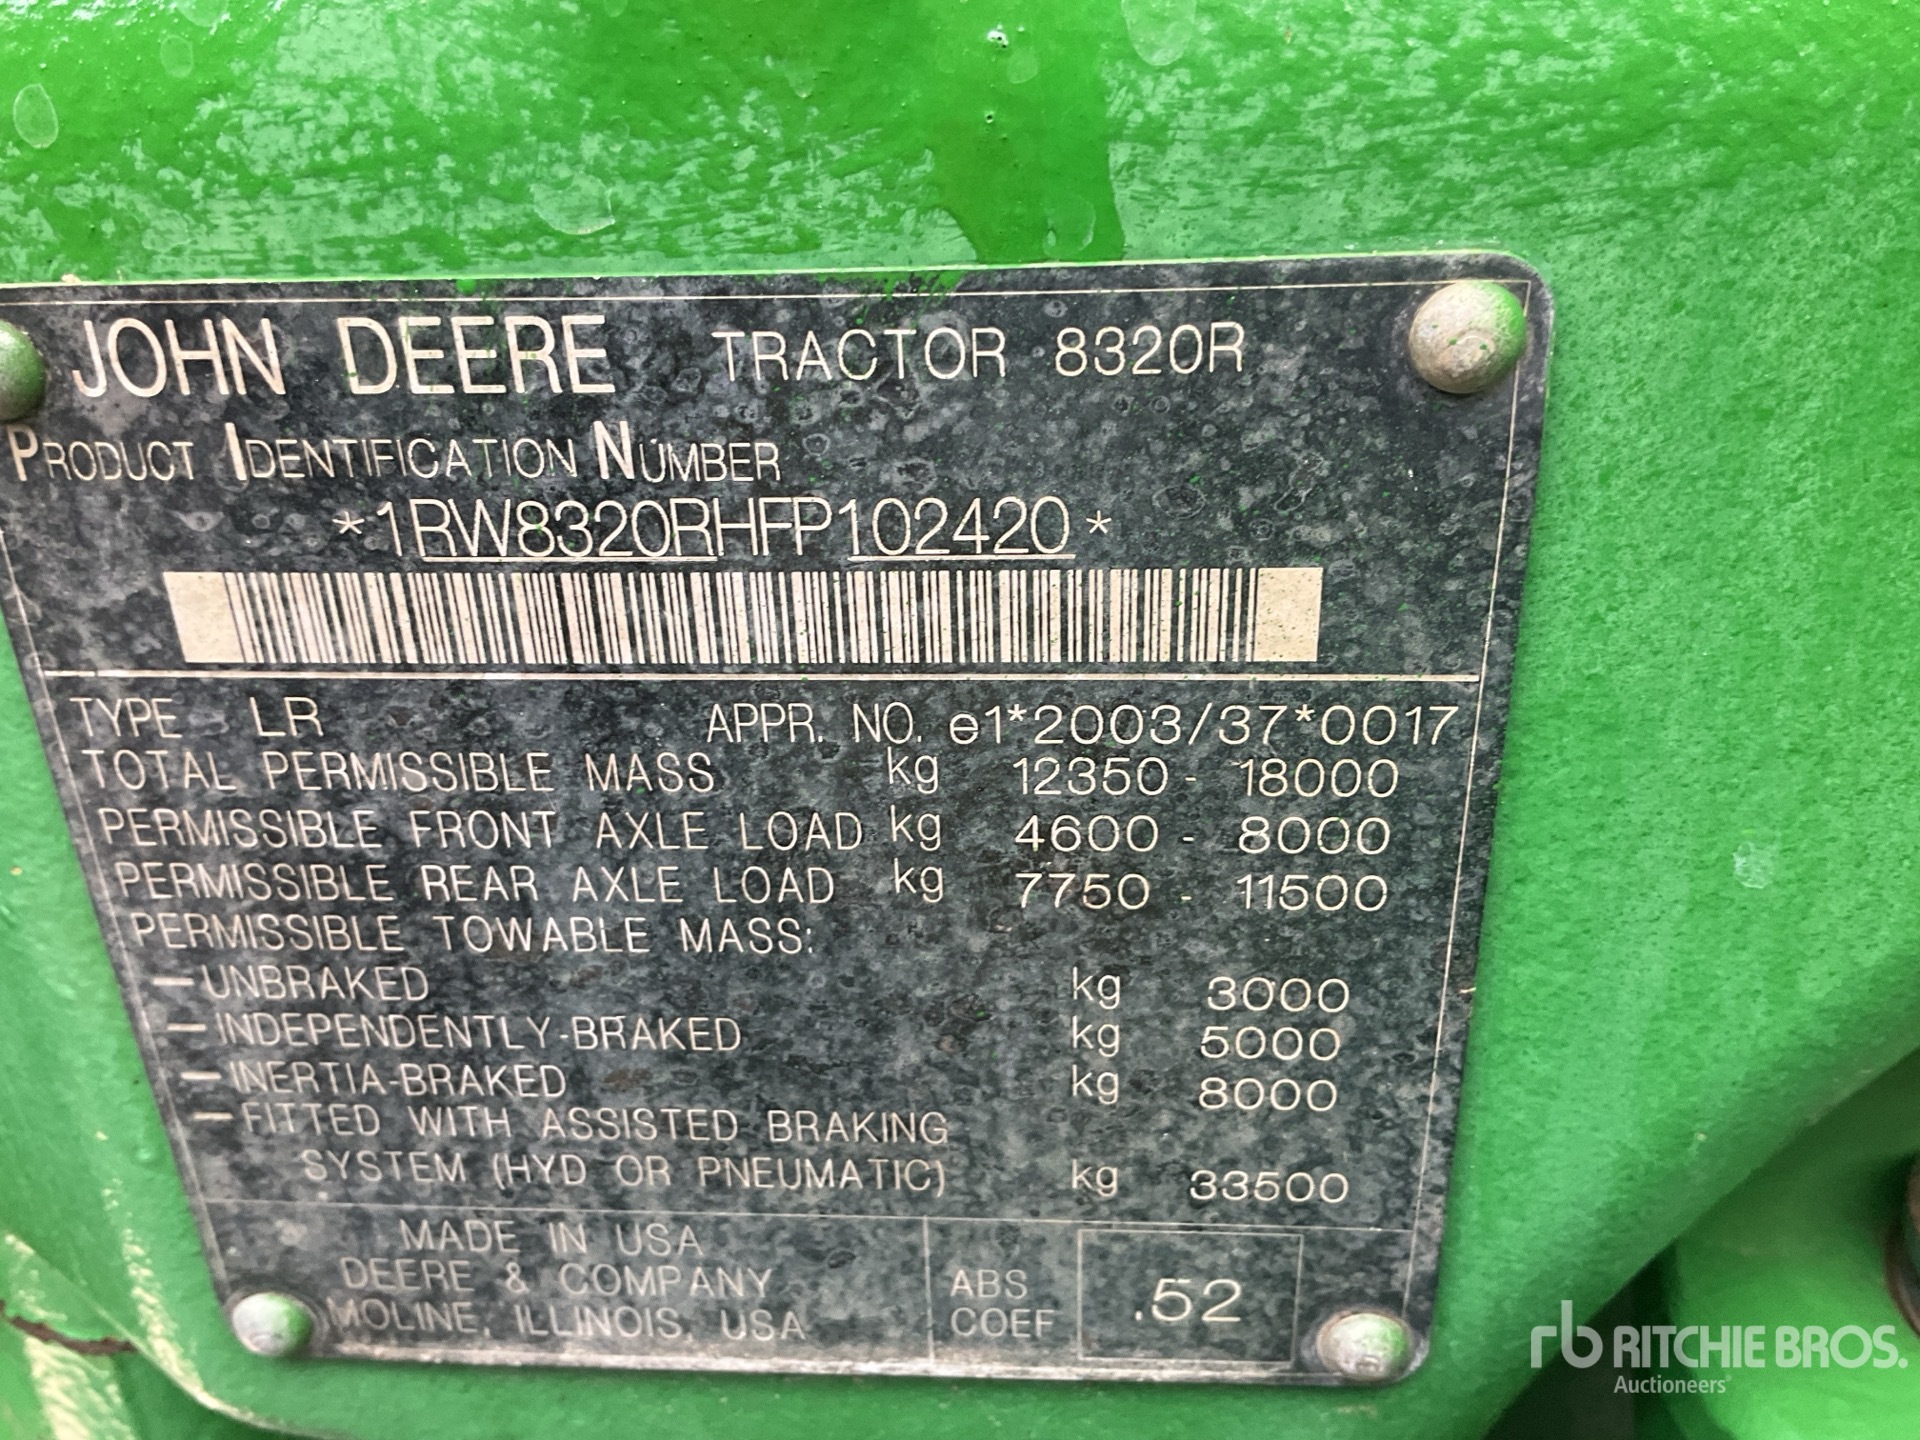 JOHN DEERE TRACTOR 8320R
PRODUCT IDENTIFICATION NUMBER
*1RW8320RHFP102420*
TYPE LR APPR. NO. e1*2003/37*0017
TOTAL PERMISSIBLE MASS kg 12350 - 18000
PERMISSIBLE FRONT AXLE LOAD kg 4600 - 8000
PERMISSIBLE REAR AXLE LOAD kg 7750 - 11500
PERMISSIBLE TOWABLE MASS:
- UNBRAKED kg 3000
- INDEPENDENTLY-BRAKED kg 5000
- INERTIA-BRAKED kg 8000
- FITTED WITH ASSISTED BRAKING
SYSTEM (HYD OR PNEUMATIC) kg 33500
MADE IN USA
DEERE & COMPANY
MOLINE, ILLINOIS, USA
ABS
COEF
.52
rb RITCHIE BROS.
Auctioneers